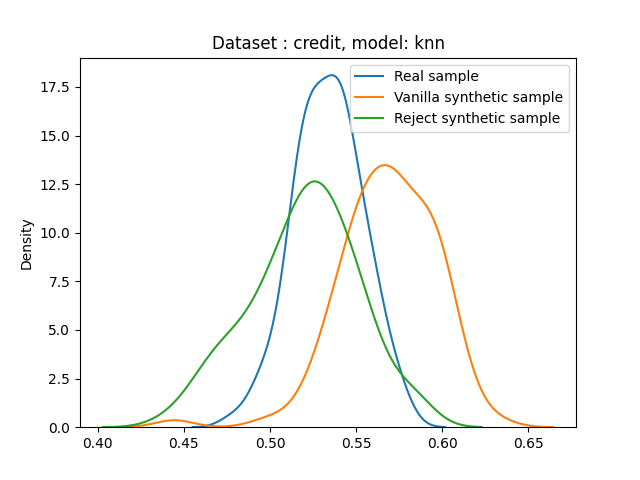 Dataset : credit, model: knn
Real sample
Vanilla synthetic sample
Reject synthetic sample
Density
17.5
15.0
12.5
10.0
7.5
5.0
2.5
0.0
0.40
0.45
0.50
0.55
0.60
0.65